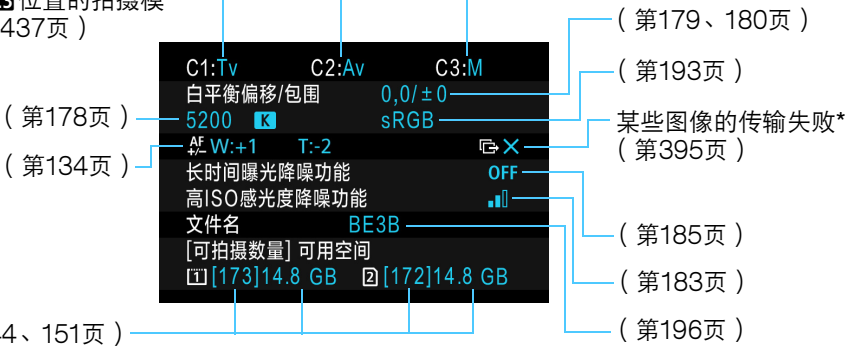 位置的拍摄模
437页）
（第179、180页）
C1:Tv C2:Av C3:M
（第193页）
白平衡偏移/包围 0,0/±0
（第178页）
5200 K sRGB
某些图像的传输失败*
（第395页）
AF +/- W:+1 T:-2
（第134页）
长时间曝光降噪功能 OFF
高ISO感光度降噪功能
文件名 BE3B
（第185页）
[可拍摄数量] 可用空间
1 [173]14.8 GB 2 [172]14.8 GB
（第183页）
4、151页）
（第196页）